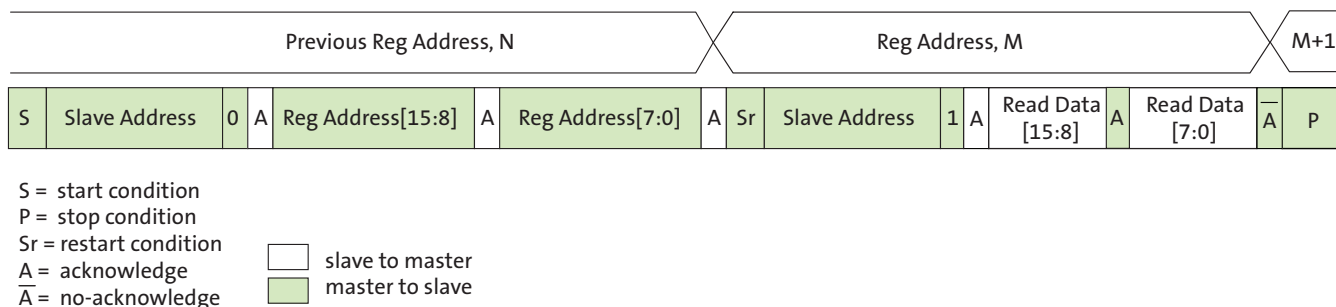 Previous Reg Address, N Reg Address, M M+1
S Slave Address 0 A Reg Address[15:8] A Reg Address[7:0] A Sr Slave Address 1 A Read Data [15:8] A Read Data [7:0] A̅ P
S = start condition
P = stop condition
Sr = restart condition
A = acknowledge
A̅ = no-acknowledge
slave to master
master to slave